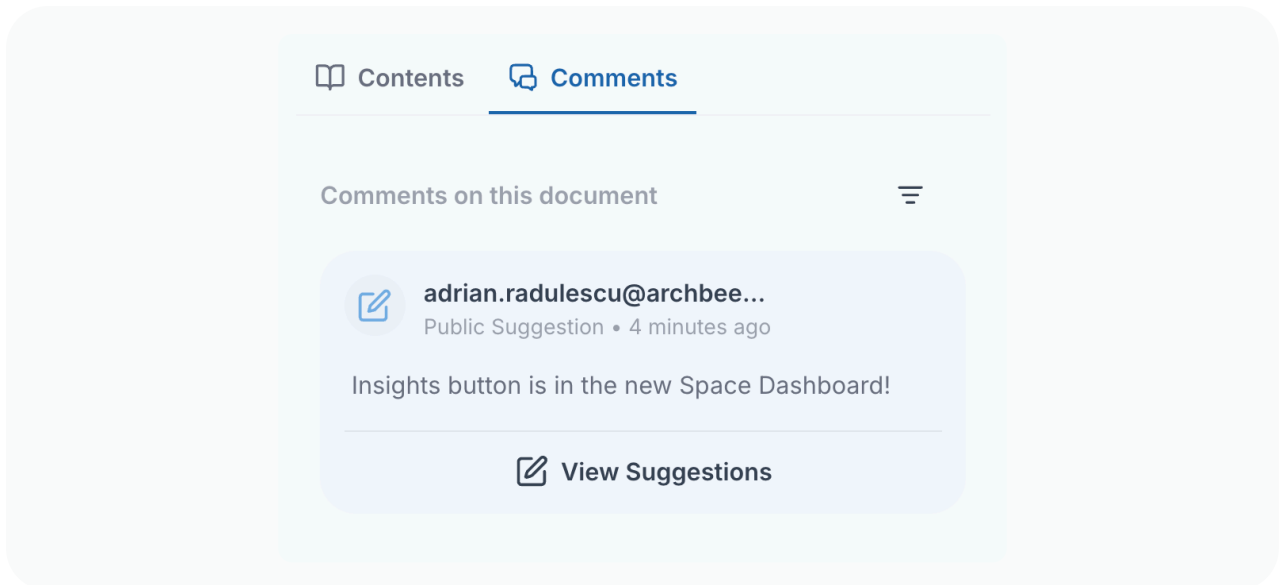 Contents Comments
Comments on this document
adrian.radulescu@archbee...
Public Suggestion • 4 minutes ago
Insights button is in the new Space Dashboard!
View Suggestions